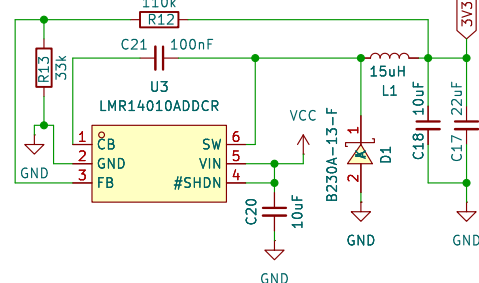 110k
R12
3V3
C21 100nF
R13
33k
U3
LMR14010ADDCR
15uH
L1
10uF
C18
22uF
C17
VCC
B230A-13-F
D1
1
2
1 CB SW 6
2 GND VIN 5
3 FB #SHDN 4
GND
C20
10uF
GND
GND
GND